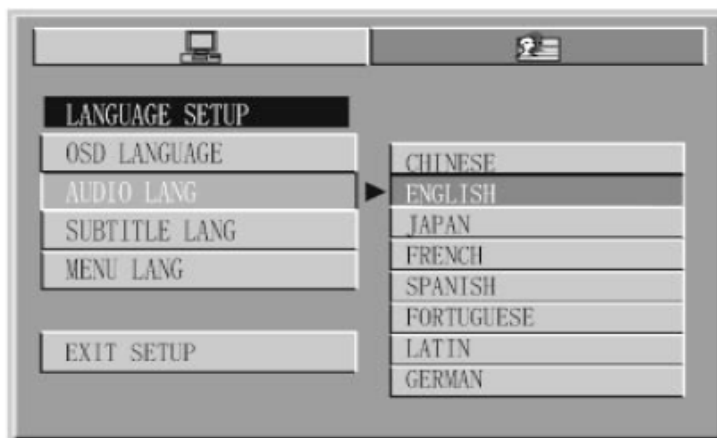 LANGUAGE SETUP
OSD LANGUAGE
AUDIO LANG
SUBTITLE LANG
MENU LANG
EXIT SETUP
CHINESE
ENGLISH
JAPAN
FRENCH
SPANISH
FORTUGUESE
LATIN
GERMAN